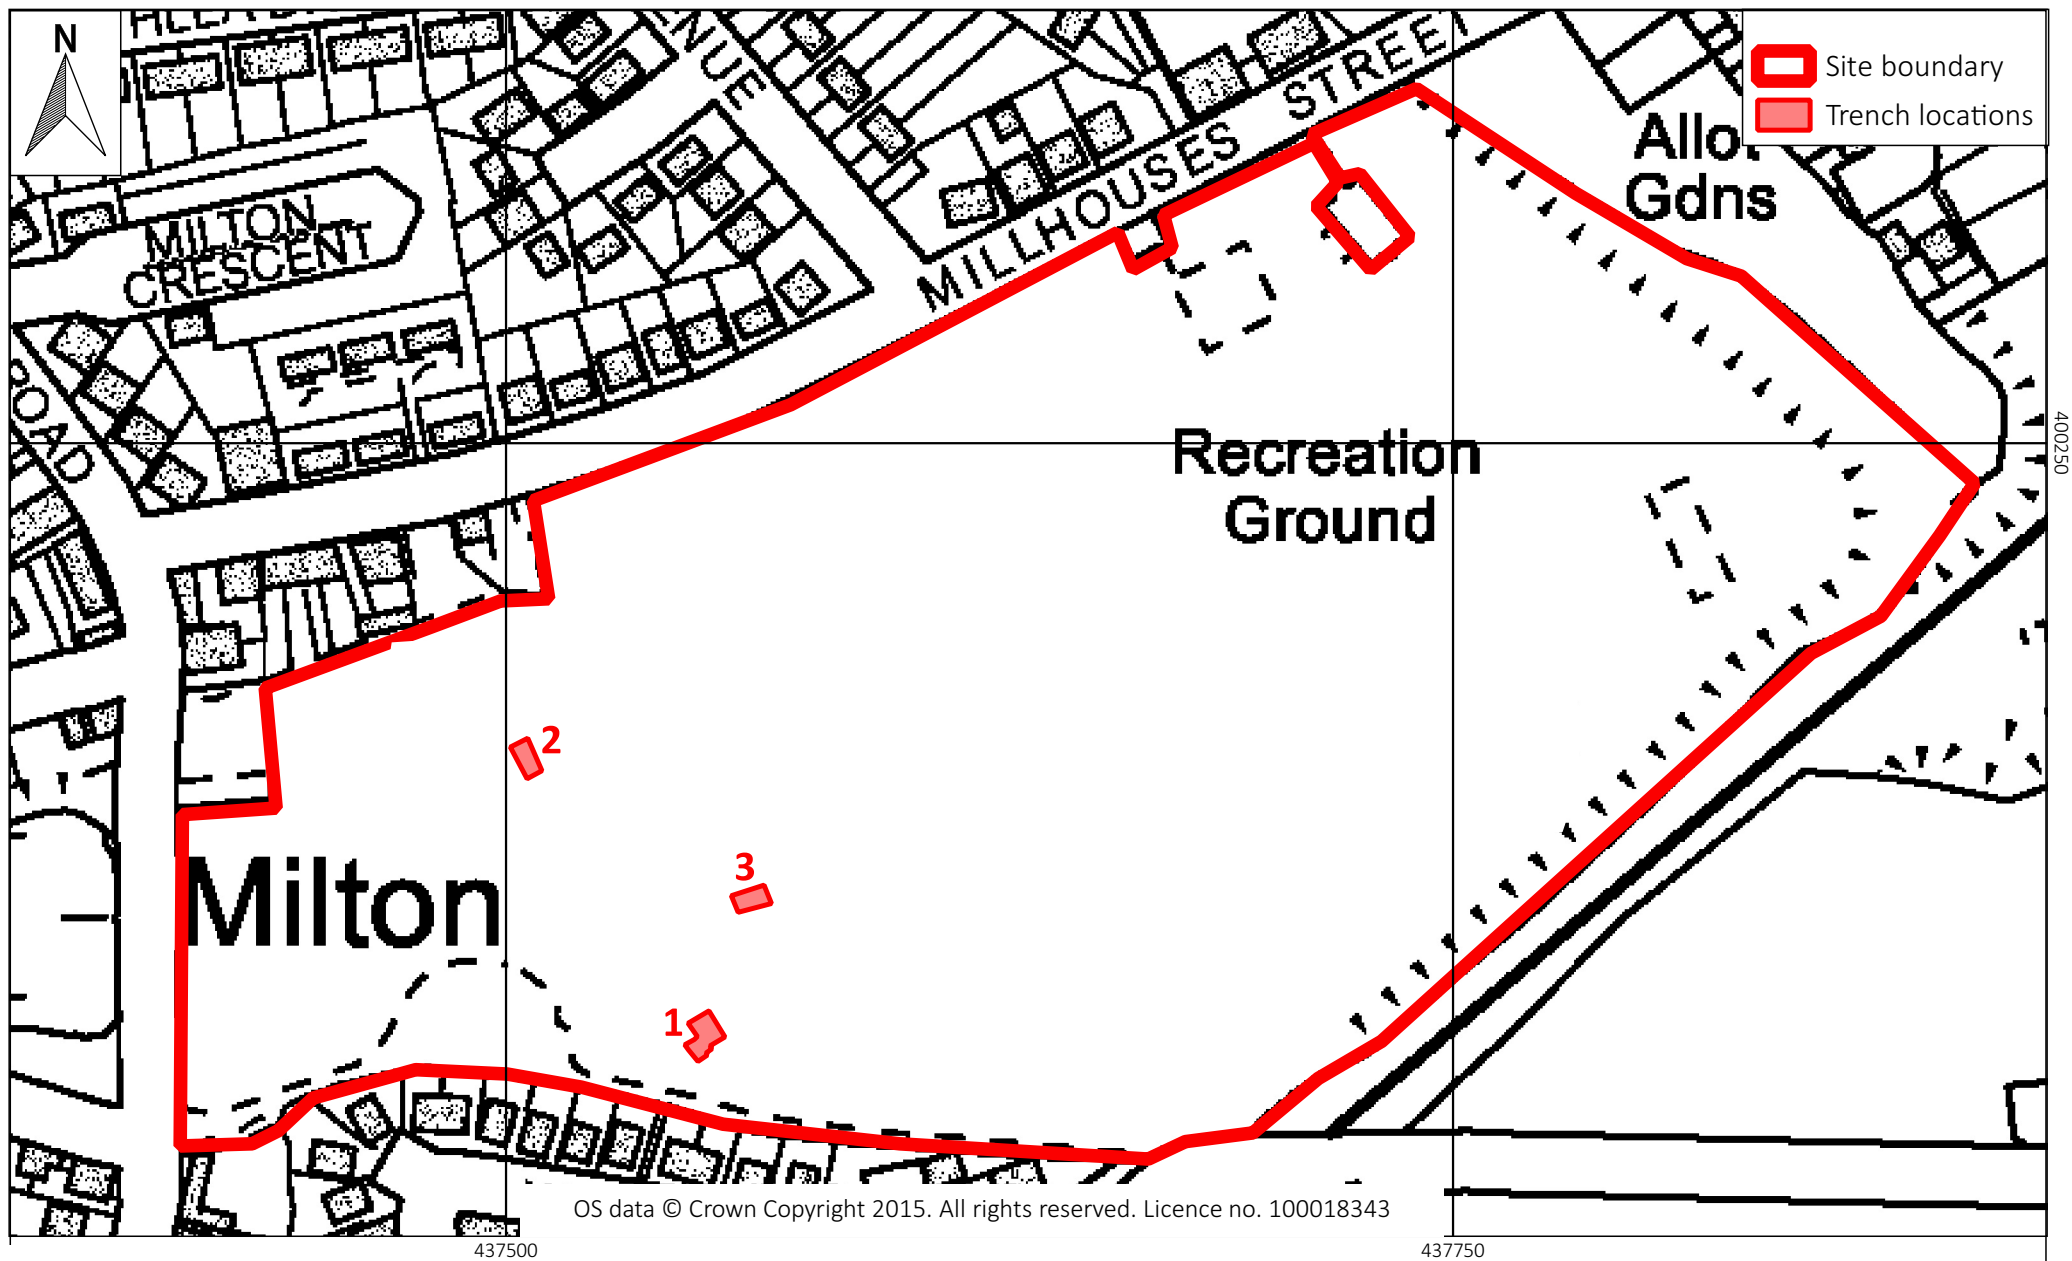 N
Site boundary
Trench locations
MILTON
CRESCENT
MILLHOUSES STREET
Gdns
ROAD
400250
Recreation
Ground
2
3
Milton
1
OS data © Crown Copyright 2015. All rights reserved. Licence no. 100018343
437500
437750